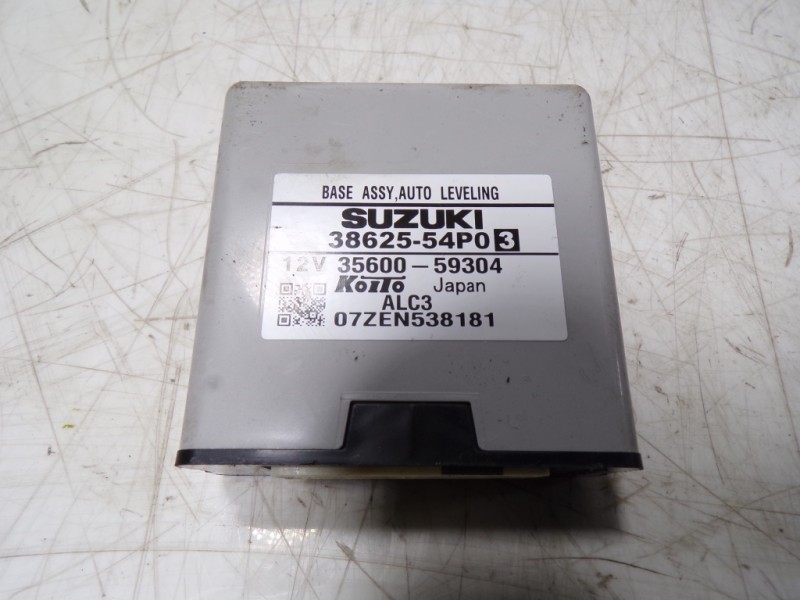 BASE ASSY,AUTO LEVELING
SUZUKI
38625-54P0 3
12V 35600-59304
KOITO Japan
ALC3
07ZEN538181